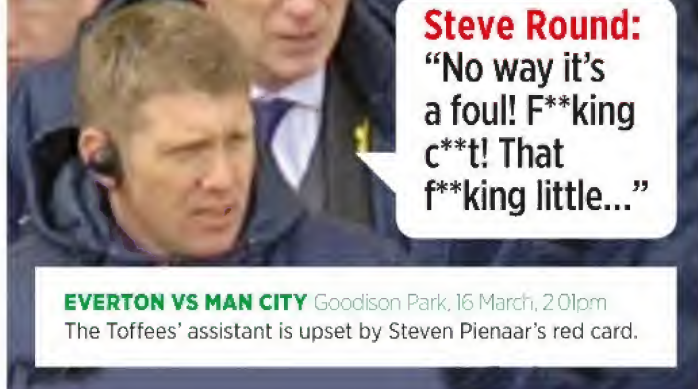 Steve Round:
“No way it’s
a foul! F**king
c**t! That
f**king little...”
EVERTON VS MAN CITY Goodison Park, 16 March, 2.01pm
The Toffees’ assistant is upset by Steven Pienaar’s red card.